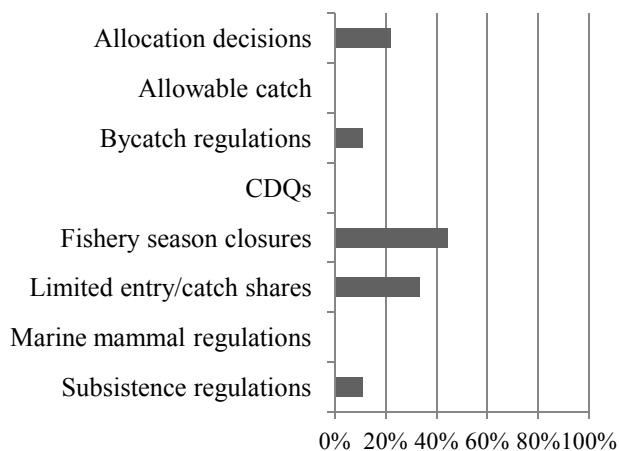 Allocation decisions
Allowable catch
Bycatch regulations
CDQs
Fishery season closures
Limited entry/catch shares
Marine mammal regulations
Subsistence regulations
0% 20% 40% 60% 80% 100%